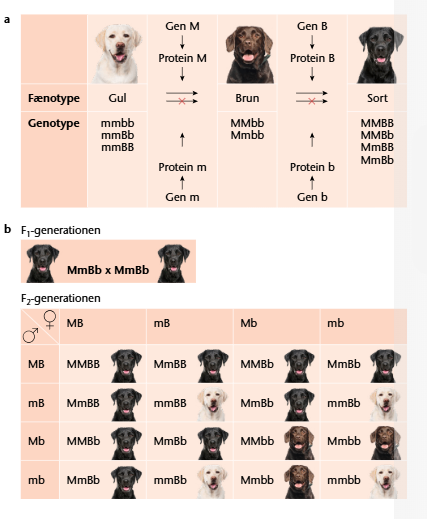 a
Gen M
Gen B
Protein M
Protein B
Fænotype Gul Brun Sort
Genotype mmbb MMbb MMBB
mmBb Mmbb MMBb
mmBB MmBB
MmBb
Protein m
Protein b
Gen m
Gen b
b F1-generationen
MmBb x MmBb
F2-generationen
♀ MB mB Mb mb
♂
MB MMBB MmBB MMBb MmBb
mB MmBB mmBB MmBb mmBb
Mb MMBb MmBb MMbb Mmbb
mb MmBb mmBb Mmbb mmbb